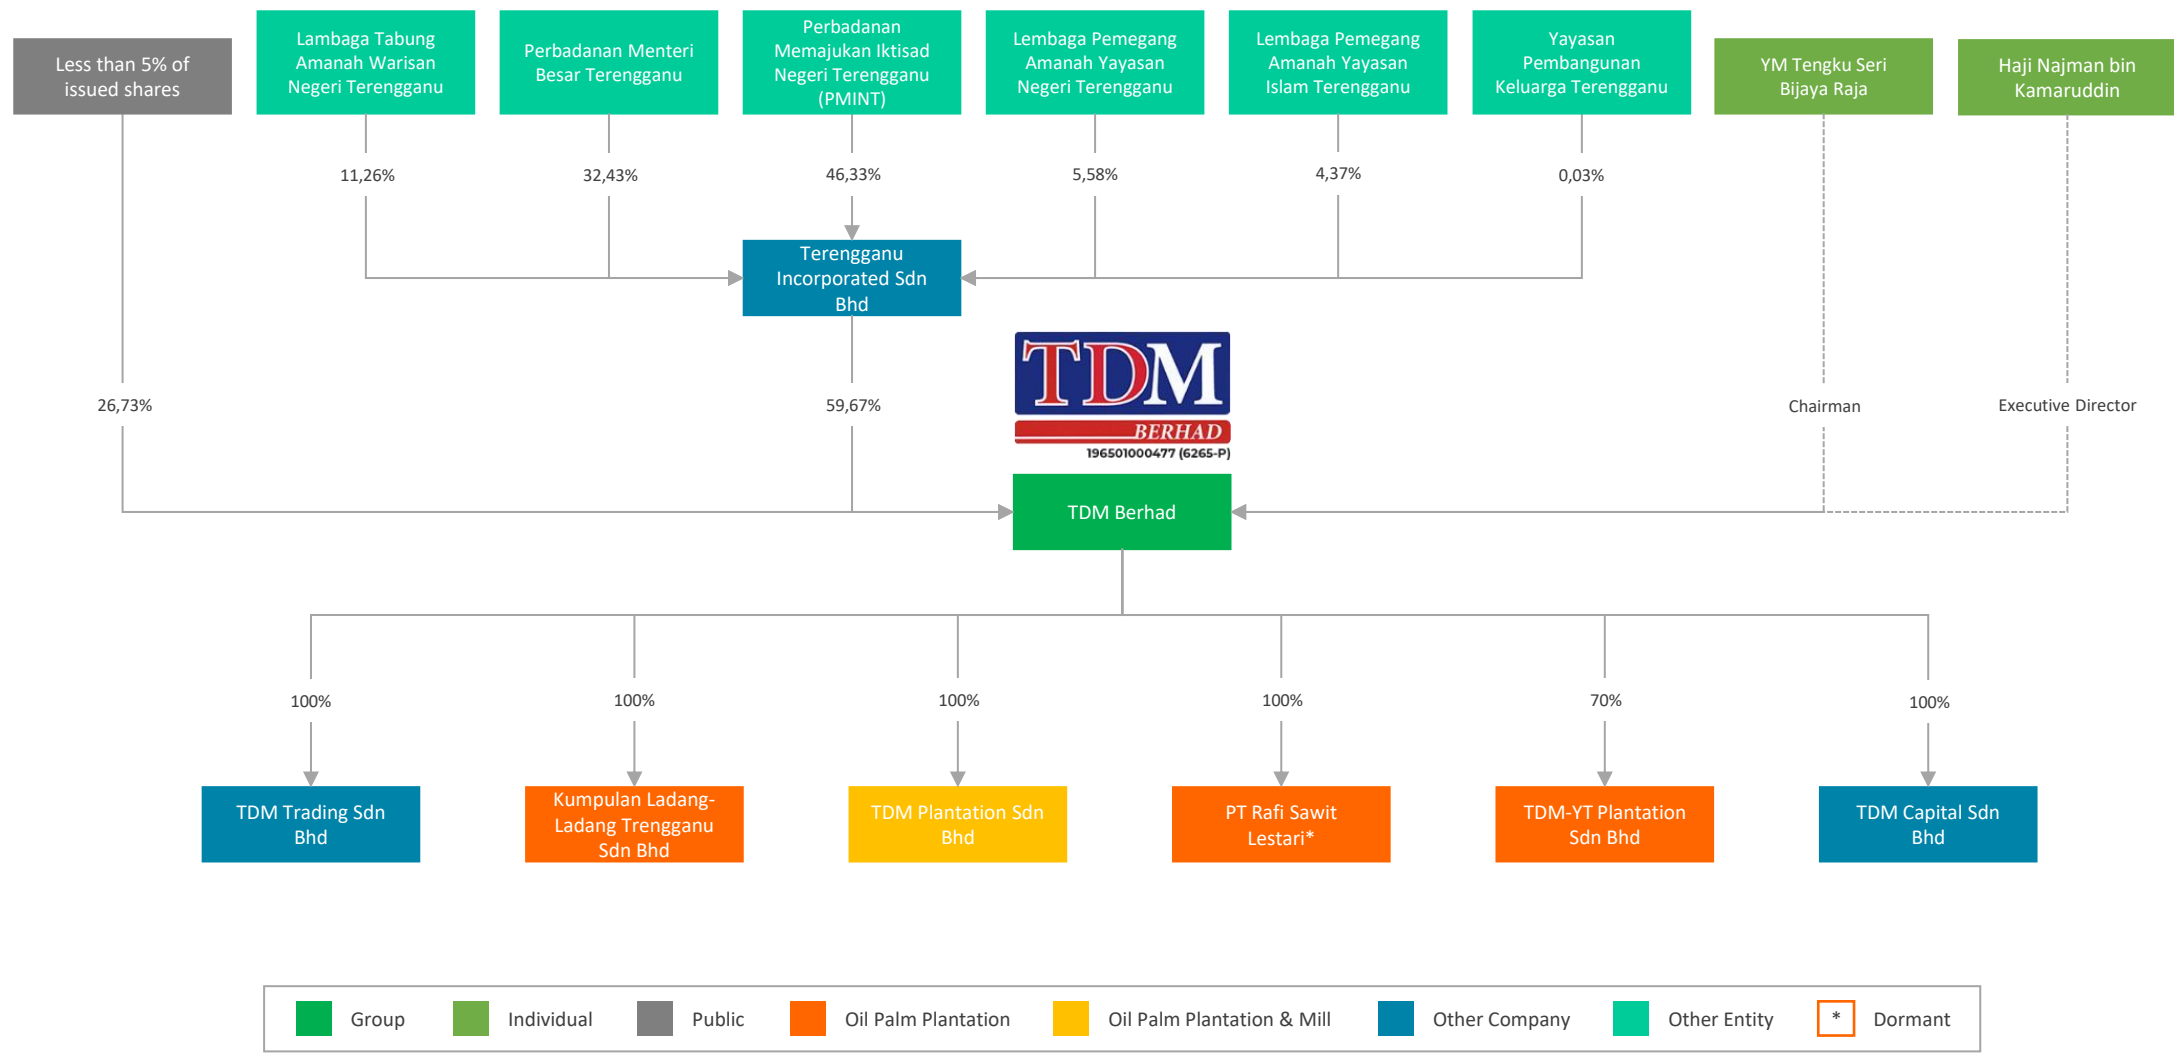 Less than 5% of
issued shares
Lambaga Tabung
Amanah Warisan
Negeri Terengganu
Perbadanan Menteri
Besar Terengganu
Perbadanan
Memajukan Iktisad
Negeri Terengganu
(PMINT)
Lembaga Pemegang
Amanah Yayasan
Negeri Terengganu
Lembaga Pemegang
Amanah Yayasan
Islam Terengganu
Yayasan
Pembangunan
Keluarga Terengganu
YM Tengku Seri
Bijaya Raja
Haji Najman bin
Kamaruddin
11,26%
32,43%
46,33%
5,58%
4,37%
0,03%
Terengganu
Incorporated Sdn
Bhd
26,73%
59,67%
TDM
BERHAD
196501000477 (6265-P)
Chairman
Executive Director
TDM Berhad
100%
100%
100%
100%
70%
100%
TDM Trading Sdn
Bhd
Kumpulan Ladang-
Ladang Trengganu
Sdn Bhd
TDM Plantation Sdn
Bhd
PT Rafi Sawit
Lestari*
TDM-YT Plantation
Sdn Bhd
TDM Capital Sdn
Bhd
Group
Individual
Public
Oil Palm Plantation
Oil Palm Plantation & Mill
Other Company
Other Entity
* Dormant